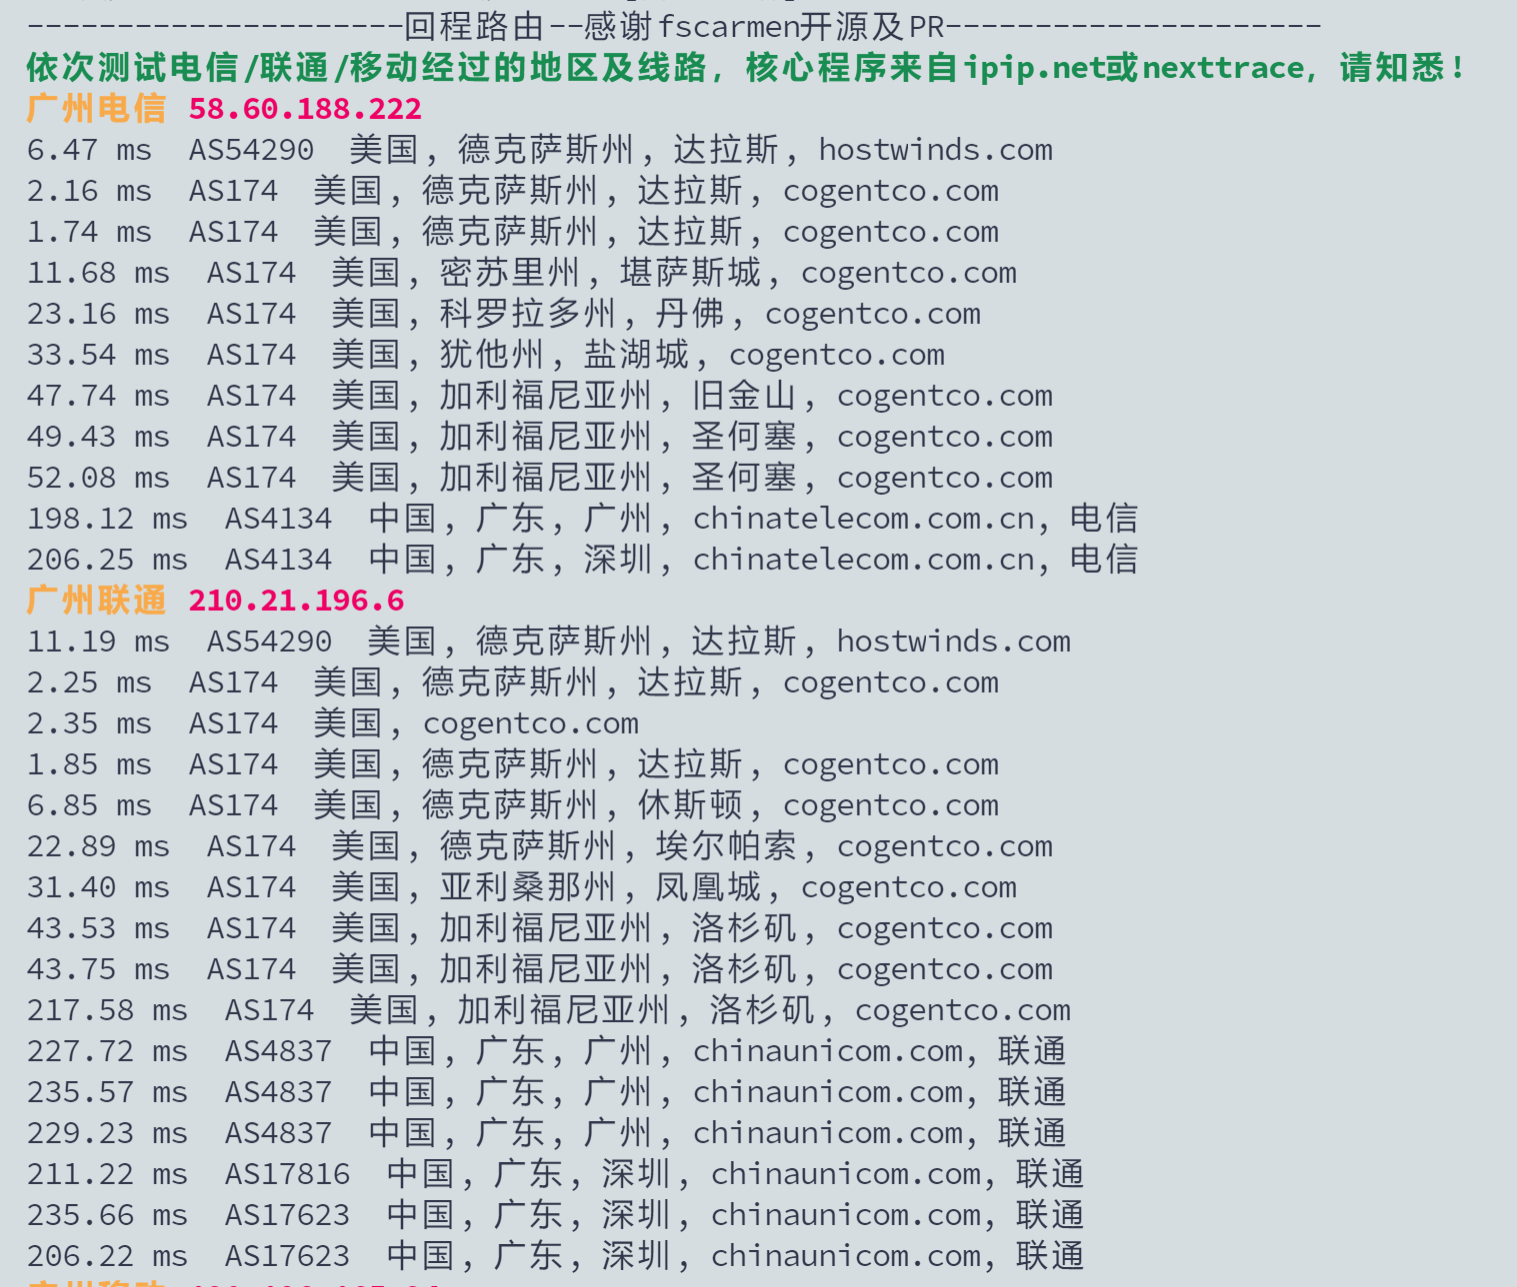 ---------------------回程路由--感谢fscarmen开源及PR---------------------
依次测试电信/联通/移动经过的地区及线路，核心程序来自ipip.net或nexttrace，请知悉！
广州电信 58.60.188.222
6.47 ms  AS54290  美国, 德克萨斯州, 达拉斯, hostwinds.com
2.16 ms  AS174  美国, 德克萨斯州, 达拉斯, cogentco.com
1.74 ms  AS174  美国, 德克萨斯州, 达拉斯, cogentco.com
11.68 ms  AS174  美国, 密苏里州, 堪萨斯城, cogentco.com
23.16 ms  AS174  美国, 科罗拉多州, 丹佛, cogentco.com
33.54 ms  AS174  美国, 犹他州, 盐湖城, cogentco.com
47.74 ms  AS174  美国, 加利福尼亚州, 旧金山, cogentco.com
49.43 ms  AS174  美国, 加利福尼亚州, 圣何塞, cogentco.com
52.08 ms  AS174  美国, 加利福尼亚州, 圣何塞, cogentco.com
198.12 ms  AS4134  中国, 广东, 广州, chinatelecom.com.cn, 电信
206.25 ms  AS4134  中国, 广东, 深圳, chinatelecom.com.cn, 电信
广州联通 210.21.196.6
11.19 ms  AS54290  美国, 德克萨斯州, 达拉斯, hostwinds.com
2.25 ms  AS174  美国, 德克萨斯州, 达拉斯, cogentco.com
2.35 ms  AS174  美国, cogentco.com
1.85 ms  AS174  美国, 德克萨斯州, 达拉斯, cogentco.com
6.85 ms  AS174  美国, 德克萨斯州, 休斯顿, cogentco.com
22.89 ms  AS174  美国, 德克萨斯州, 埃尔帕索, cogentco.com
31.40 ms  AS174  美国, 亚利桑那州, 凤凰城, cogentco.com
43.53 ms  AS174  美国, 加利福尼亚州, 洛杉矶, cogentco.com
43.75 ms  AS174  美国, 加利福尼亚州, 洛杉矶, cogentco.com
217.58 ms  AS174  美国, 加利福尼亚州, 洛杉矶, cogentco.com
227.72 ms  AS4837  中国, 广东, 广州, chinaunicom.com, 联通
235.57 ms  AS4837  中国, 广东, 广州, chinaunicom.com, 联通
229.23 ms  AS4837  中国, 广东, 广州, chinaunicom.com, 联通
211.22 ms  AS17816  中国, 广东, 深圳, chinaunicom.com, 联通
235.66 ms  AS17623  中国, 广东, 深圳, chinaunicom.com, 联通
206.22 ms  AS17623  中国, 广东, 深圳, chinaunicom.com, 联通